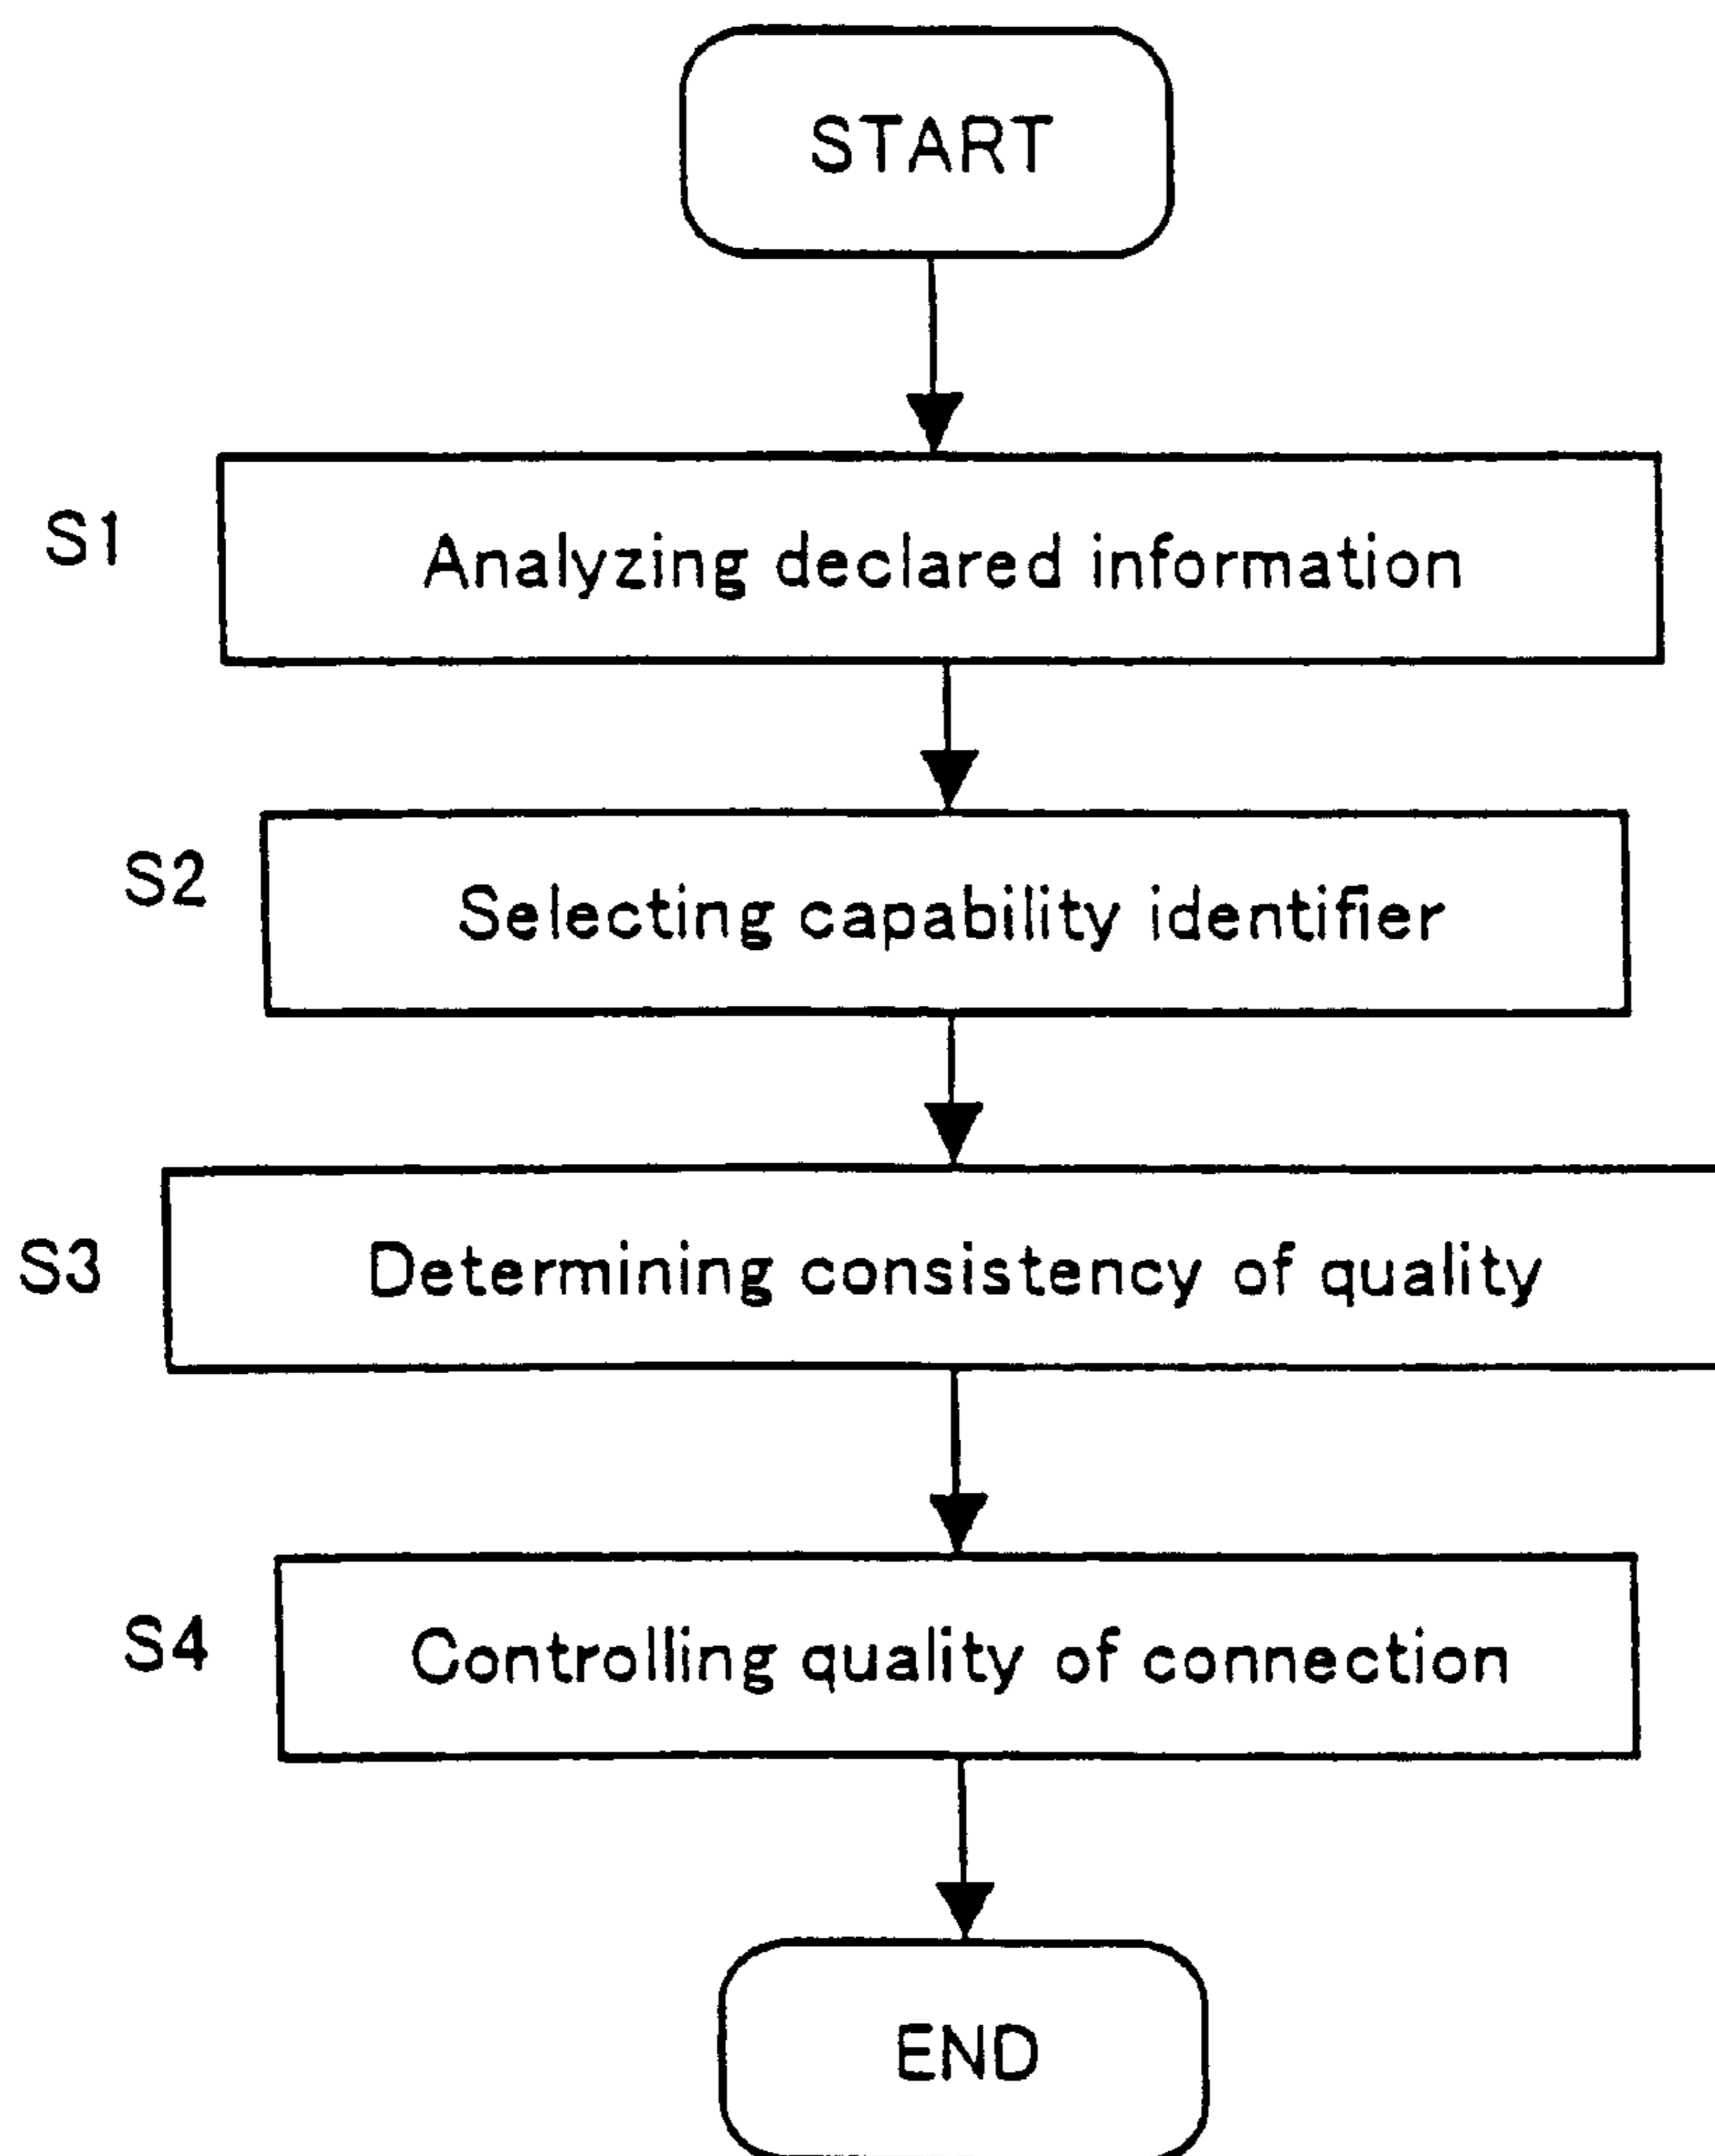 START
S1
Analyzing declared information
S2
Selecting capability identifier
S3
Determining consistency of quality
S4
Controlling quality of connection
END